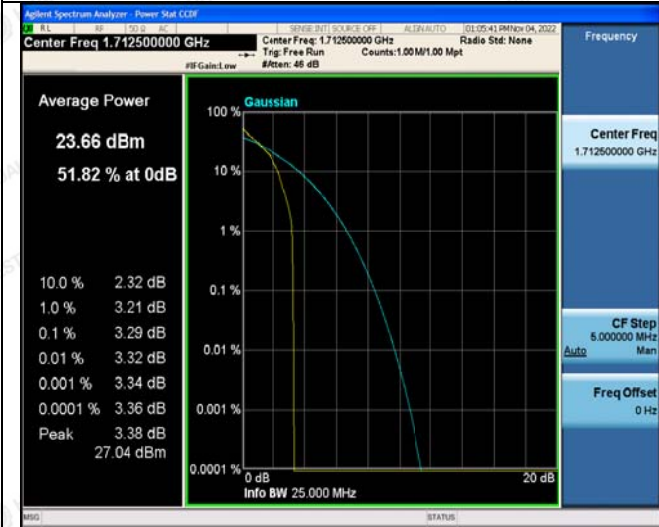 Agilent Spectrum Analyzer - Power Stat CCDF
RL RF 50 Ω AC SENSE:INT SOURCE OFF ALIGNAUTO 01:05:41 PM Nov 04, 2022
Center Freq 1.712500000 GHz
Center Freq: 1.712500000 GHz Radio Std: None
Trig: Free Run Counts:1.00 M/1.00 Mpt
#IFGain:Low #Atten: 46 dB
Frequency
Average Power
23.66 dBm
51.82 % at 0dB
10.0 % 2.32 dB
1.0 % 3.21 dB
0.1 % 3.29 dB
0.01 % 3.32 dB
0.001 % 3.34 dB
0.0001 % 3.36 dB
Peak 3.38 dB
27.04 dBm
Gaussian
100 %
10 %
1 %
0.1 %
0.01 %
0.001 %
0.0001 %
0 dB 20 dB
Info BW 25.000 MHz
Center Freq
1.712500000 GHz
CF Step
5.000000 MHz
Auto Man
Freq Offset
0 Hz
MSG STATUS